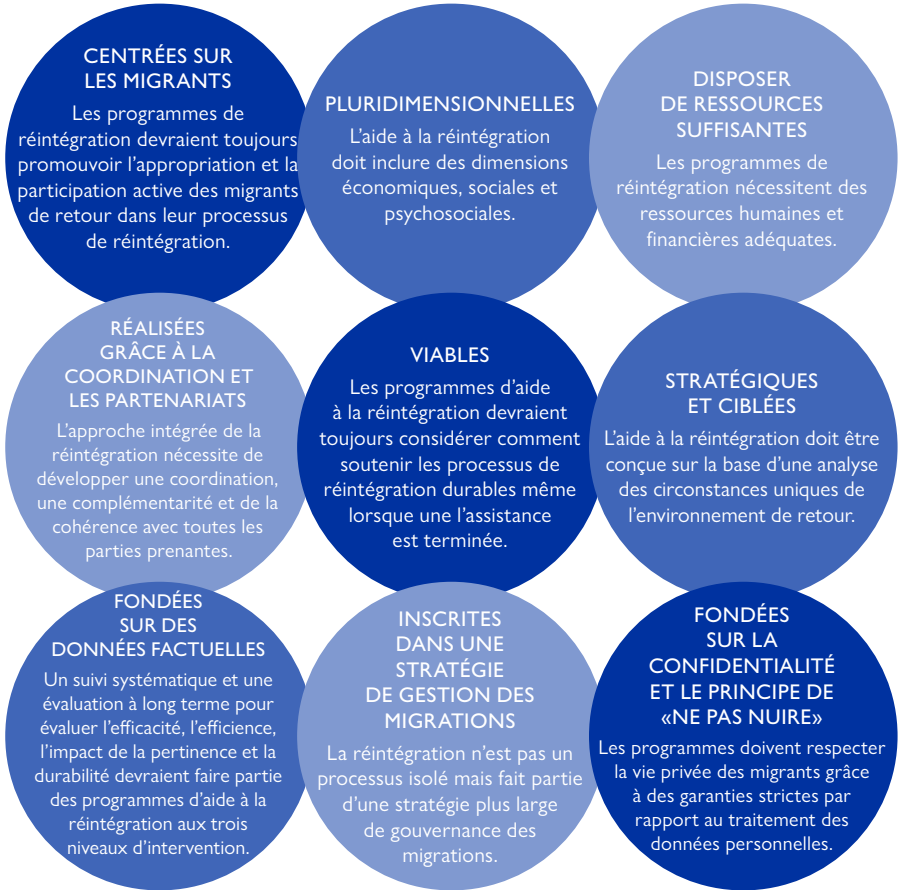 CENTRÉES SUR
LES MIGRANTS
Les programmes de
réintégration devraient toujours
promouvoir l’appropriation et la
participation active des migrants
de retour dans leur processus
de réintégration.
PLURIDIMENSIONNELLES
L’aide à la réintégration
doit inclure des dimensions
économiques, sociales et
psychosociales.
DISPOSER
DE RESSOURCES
SUFFISANTES
Les programmes de
réintégration nécessitent des
ressources humaines et
financières adéquates.
RÉALISÉES
GRÂCE À LA
COORDINATION ET
LES PARTENARIATS
L’approche intégrée de la
réintégration nécessite de
développer une coordination,
une complémentarité et de la
cohérence avec toutes les
parties prenantes.
VIABLES
Les programmes d’aide
à la réintégration devraient
toujours considérer comment
soutenir les processus de
réintégration durables même
lorsque une l’assistance
est terminée.
STRATÉGIQUES
ET CIBLÉES
L’aide à la réintégration doit être
conçue sur la base d’une analyse
des circonstances uniques de
l’environnement de retour.
FONDÉES
SUR DES
DONNÉES FACTUELLES
Un suivi systématique et une
évaluation à long terme pour
évaluer l’efficacité, l’efficience,
l’impact de la pertinence et la
durabilité devraient faire partie
des programmes d’aide à la
réintégration aux trois
niveaux d’intervention.
INSCRITES
DANS UNE
STRATÉGIE
DE GESTION DES
MIGRATIONS
La réintégration n’est pas un
processus isolé mais fait partie
d’une stratégie plus large
de gouvernance des
migrations.
FONDÉES
SUR LA
CONFIDENTIALITÉ
ET LE PRINCIPE DE
«NE PAS NUIRE»
Les programmes doivent respecter
la vie privée des migrants grâce
à des garanties strictes par
rapport au traitement des
données personnelles.